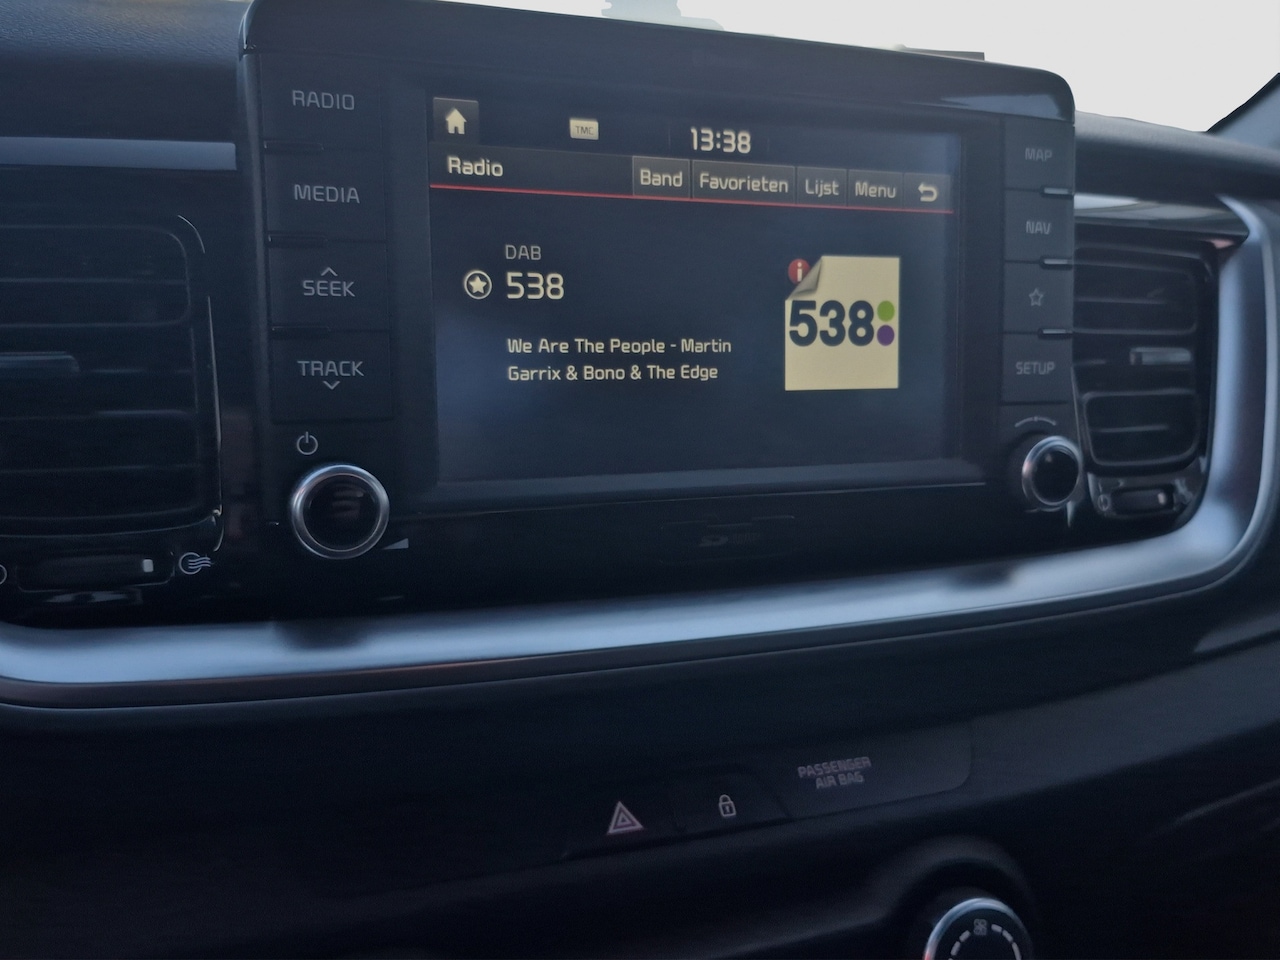 RADIO
MEDIA
SEEK
TRACK
TMC
13:38
Radio
Band
Favorieten
Lijst
Menu
DAB
538
We Are The People - Martin
Garrix & Bono & The Edge
i
538
MAP
NAV
SETUP
PASSENGER
AIR BAG